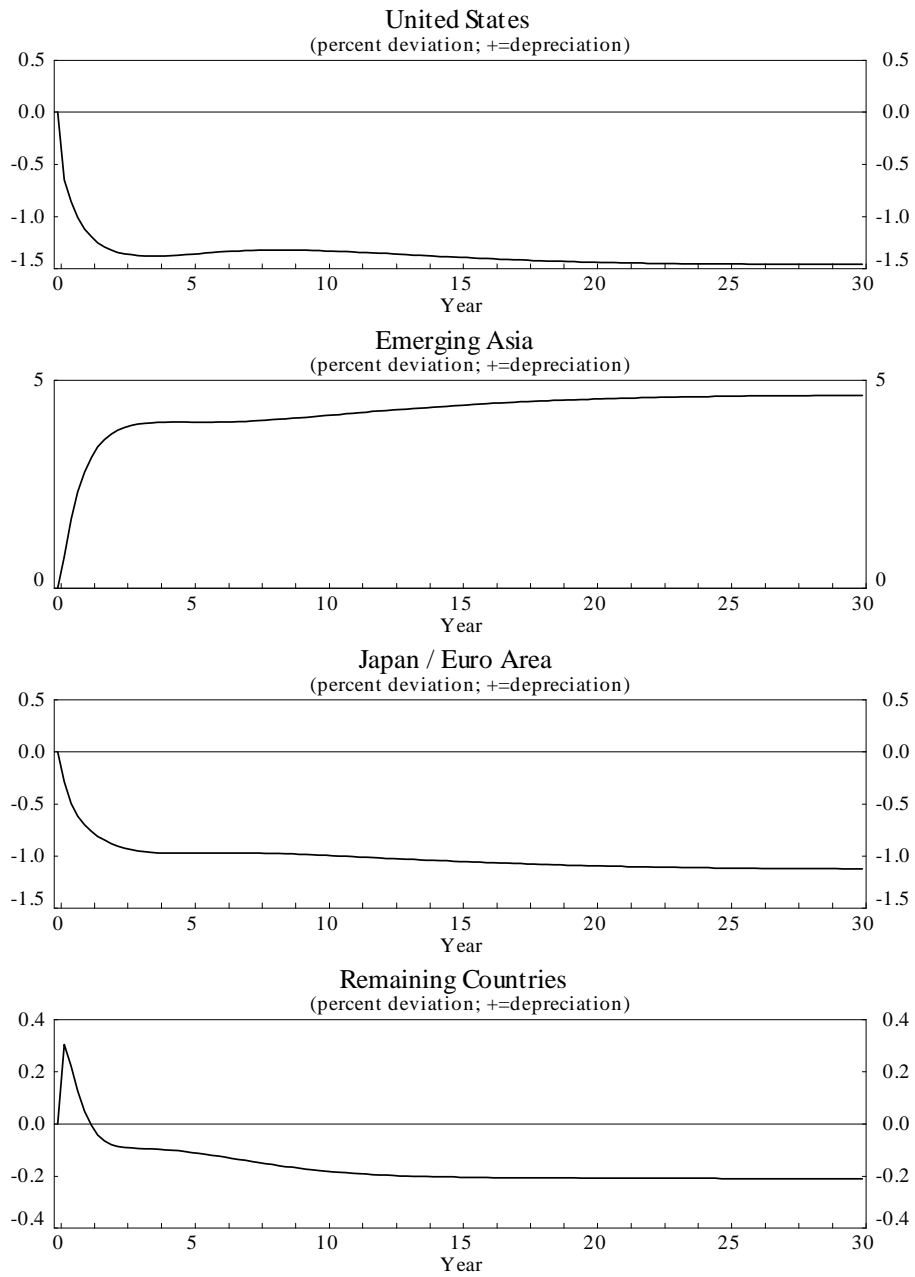 United States
(percent deviation; +=depreciation)
0.5 0.5
0.0 0.0
-0.5 -0.5
-1.0 -1.0
-1.5 -1.5
0 5 10 15 20 25 30
Year
Emerging Asia
(percent deviation; +=depreciation)
5 5
0 0
0 5 10 15 20 25 30
Year
Japan / Euro Area
(percent deviation; +=depreciation)
0.5 0.5
0.0 0.0
-0.5 -0.5
-1.0 -1.0
-1.5 -1.5
0 5 10 15 20 25 30
Year
Remaining Countries
(percent deviation; +=depreciation)
0.4 0.4
0.2 0.2
0.0 0.0
-0.2 -0.2
-0.4 -0.4
0 5 10 15 20 25 30
Year